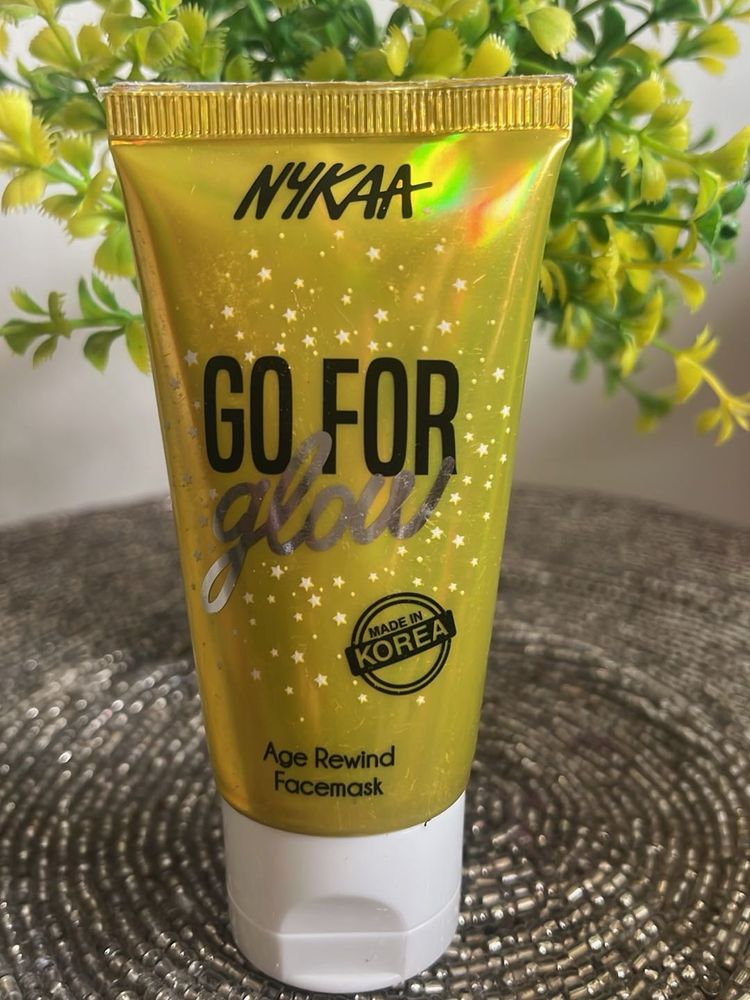 NYKAA
GO FOR
glow
MADE IN
KOREA
Age Rewind
Facemask